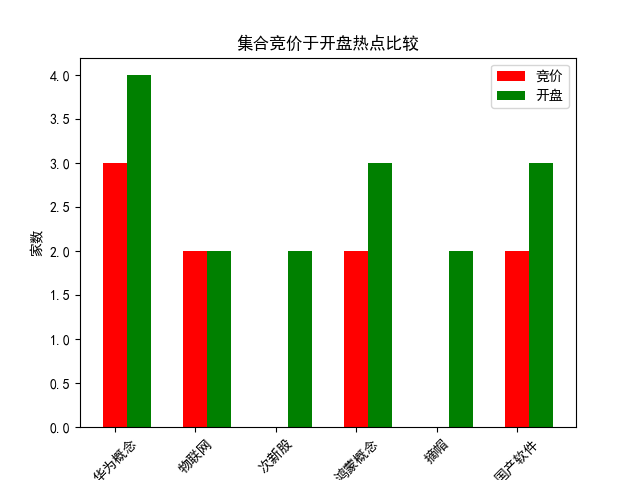 集合竞价于开盘热点比较
竞价
开盘
家数
4.0
3.5
3.0
2.5
2.0
1.5
1.0
0.5
0.0
华为概念
物联网
次新股
鸿蒙概念
摘帽
国产软件